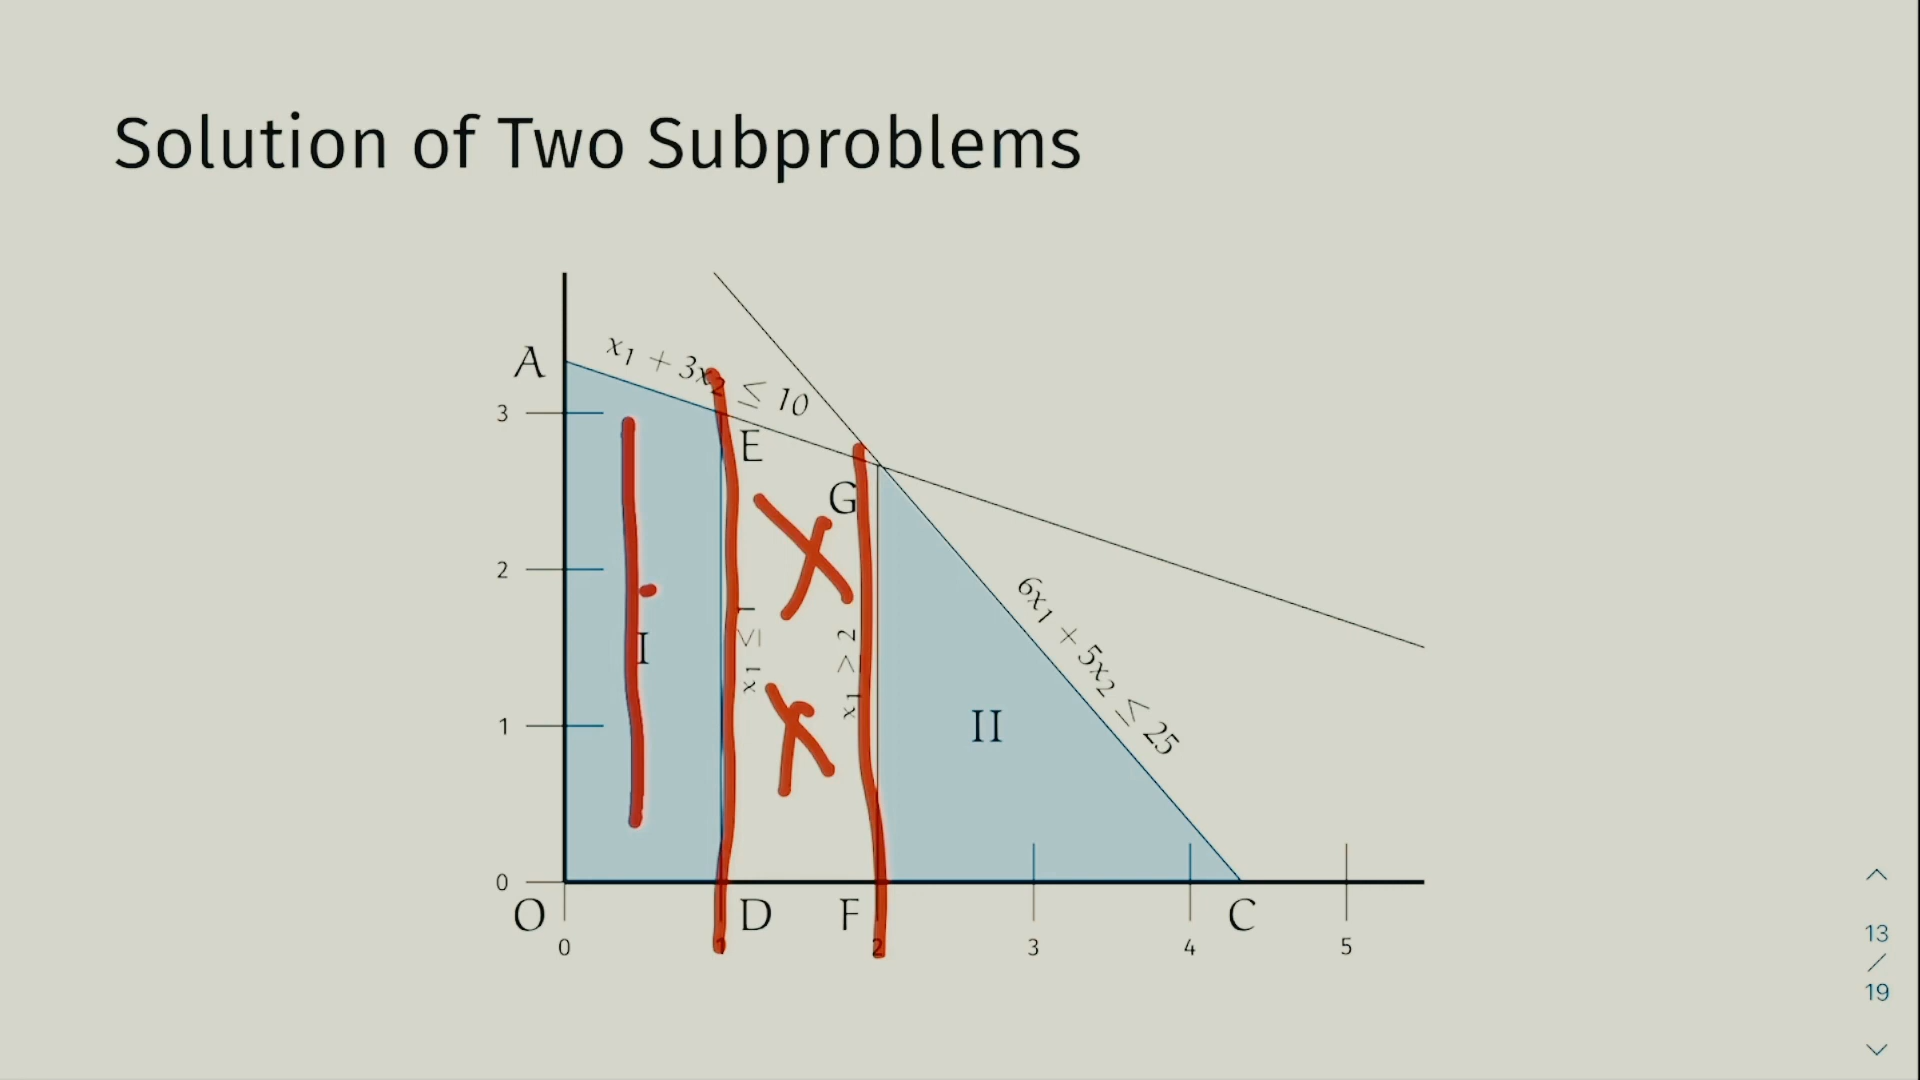 Solution of Two Subproblems
A
x₁ + 3x₂ ≤ 10
3
E
G
2
x₁ ≤ 1
x₁ ≥ 2
6x₁ + 5x₂ ≤ 25
I
II
1
0
O
D
F
C
0
1
2
3
4
5
13
/
19